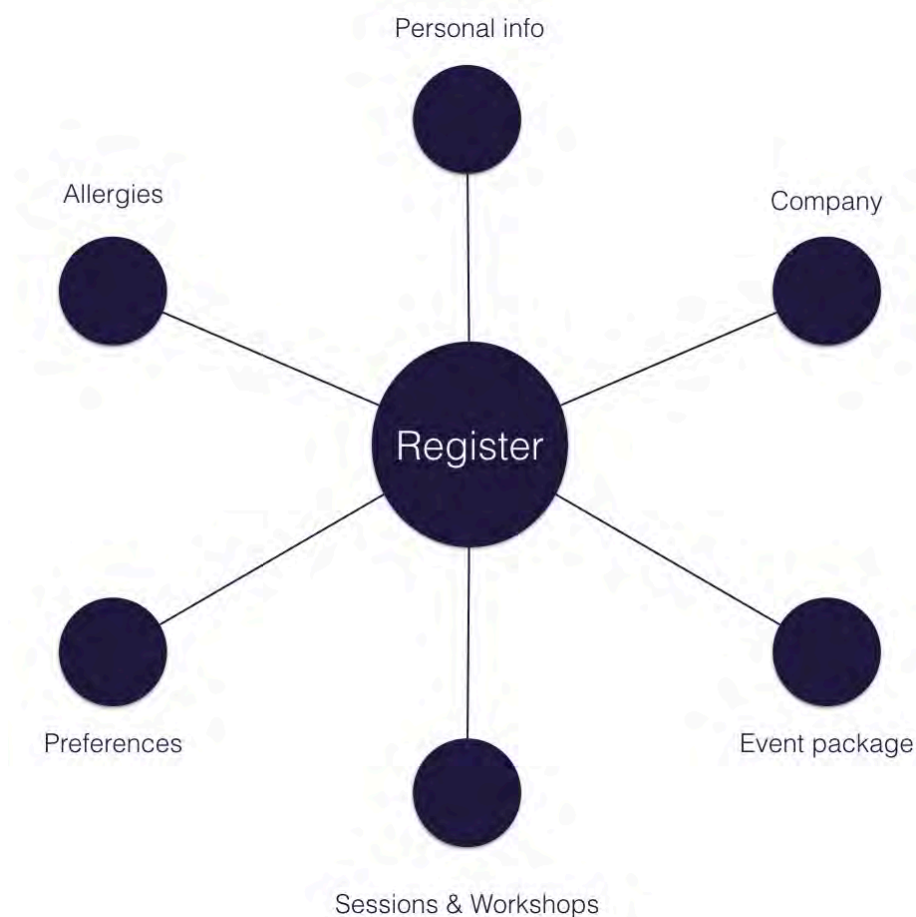 Personal info
Allergies
Company
Register
Preferences
Event package
Sessions & Workshops